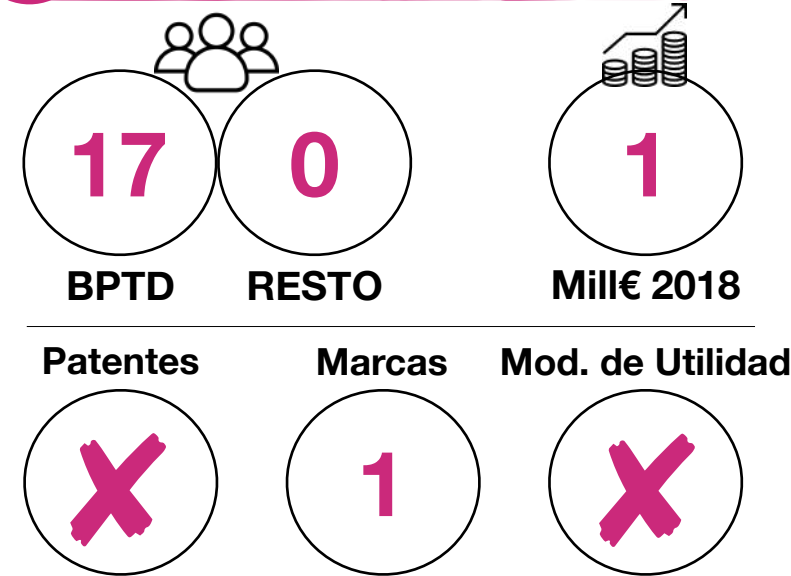 17 0 1
BPTD RESTO Mill€ 2018
Patentes Marcas Mod. de Utilidad
1